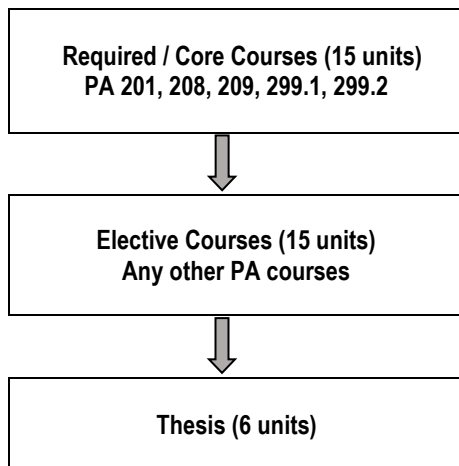 Required / Core Courses (15 units)
PA 201, 208, 209, 299.1, 299.2
Elective Courses (15 units)
Any other PA courses
Thesis (6 units)